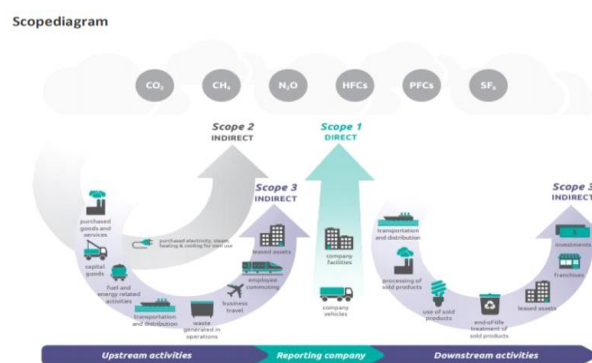 Scopediagram
CO₂
CH₄
N₂O
HFCs
PFCs
SF₆
Scope 2
INDIRECT
Scope 1
DIRECT
Scope 3
INDIRECT
Scope 3
INDIRECT
purchased
goods and
services
capital
goods
fuel and
energy related
activities
transportation
and distribution
waste
generated in
operations
business
travel
employee
commuting
leased assets
purchased electricity, steam,
heating & cooling for own use
company
facilities
company
vehicles
transportation
and distribution
processing of
sold products
use of sold
products
end-of-life
treatment of
sold products
leased assets
franchises
investments
Upstream activities
Reporting company
Downstream activities